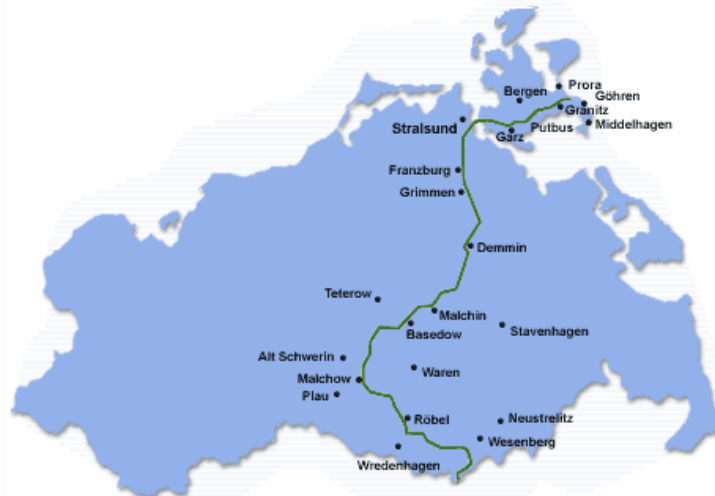 Prora
Bergen
Göhren
Granitz
Stralsund
Putbus
Middelhagen
Garz
Franzburg
Grimmen
Demmin
Teterow
Malchin
Basedow
Stavenhagen
Alt Schwerin
Waren
Malchow
Plau
Röbel
Neustrelitz
Wesenberg
Wredenhagen